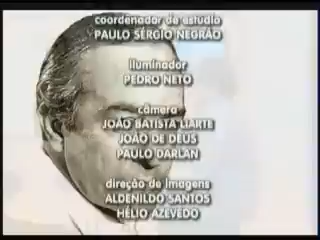 coordenador de estúdio
PAULO SÉRGIO NEGRÃO
iluminador
PEDRO NETO
câmera
JOÃO BATISTA LIARTE
JOÃO DE DEUS
PAULO DARLAN
direção de imagens
ALDENILDO SANTOS
HÉLIO AZEVEDO